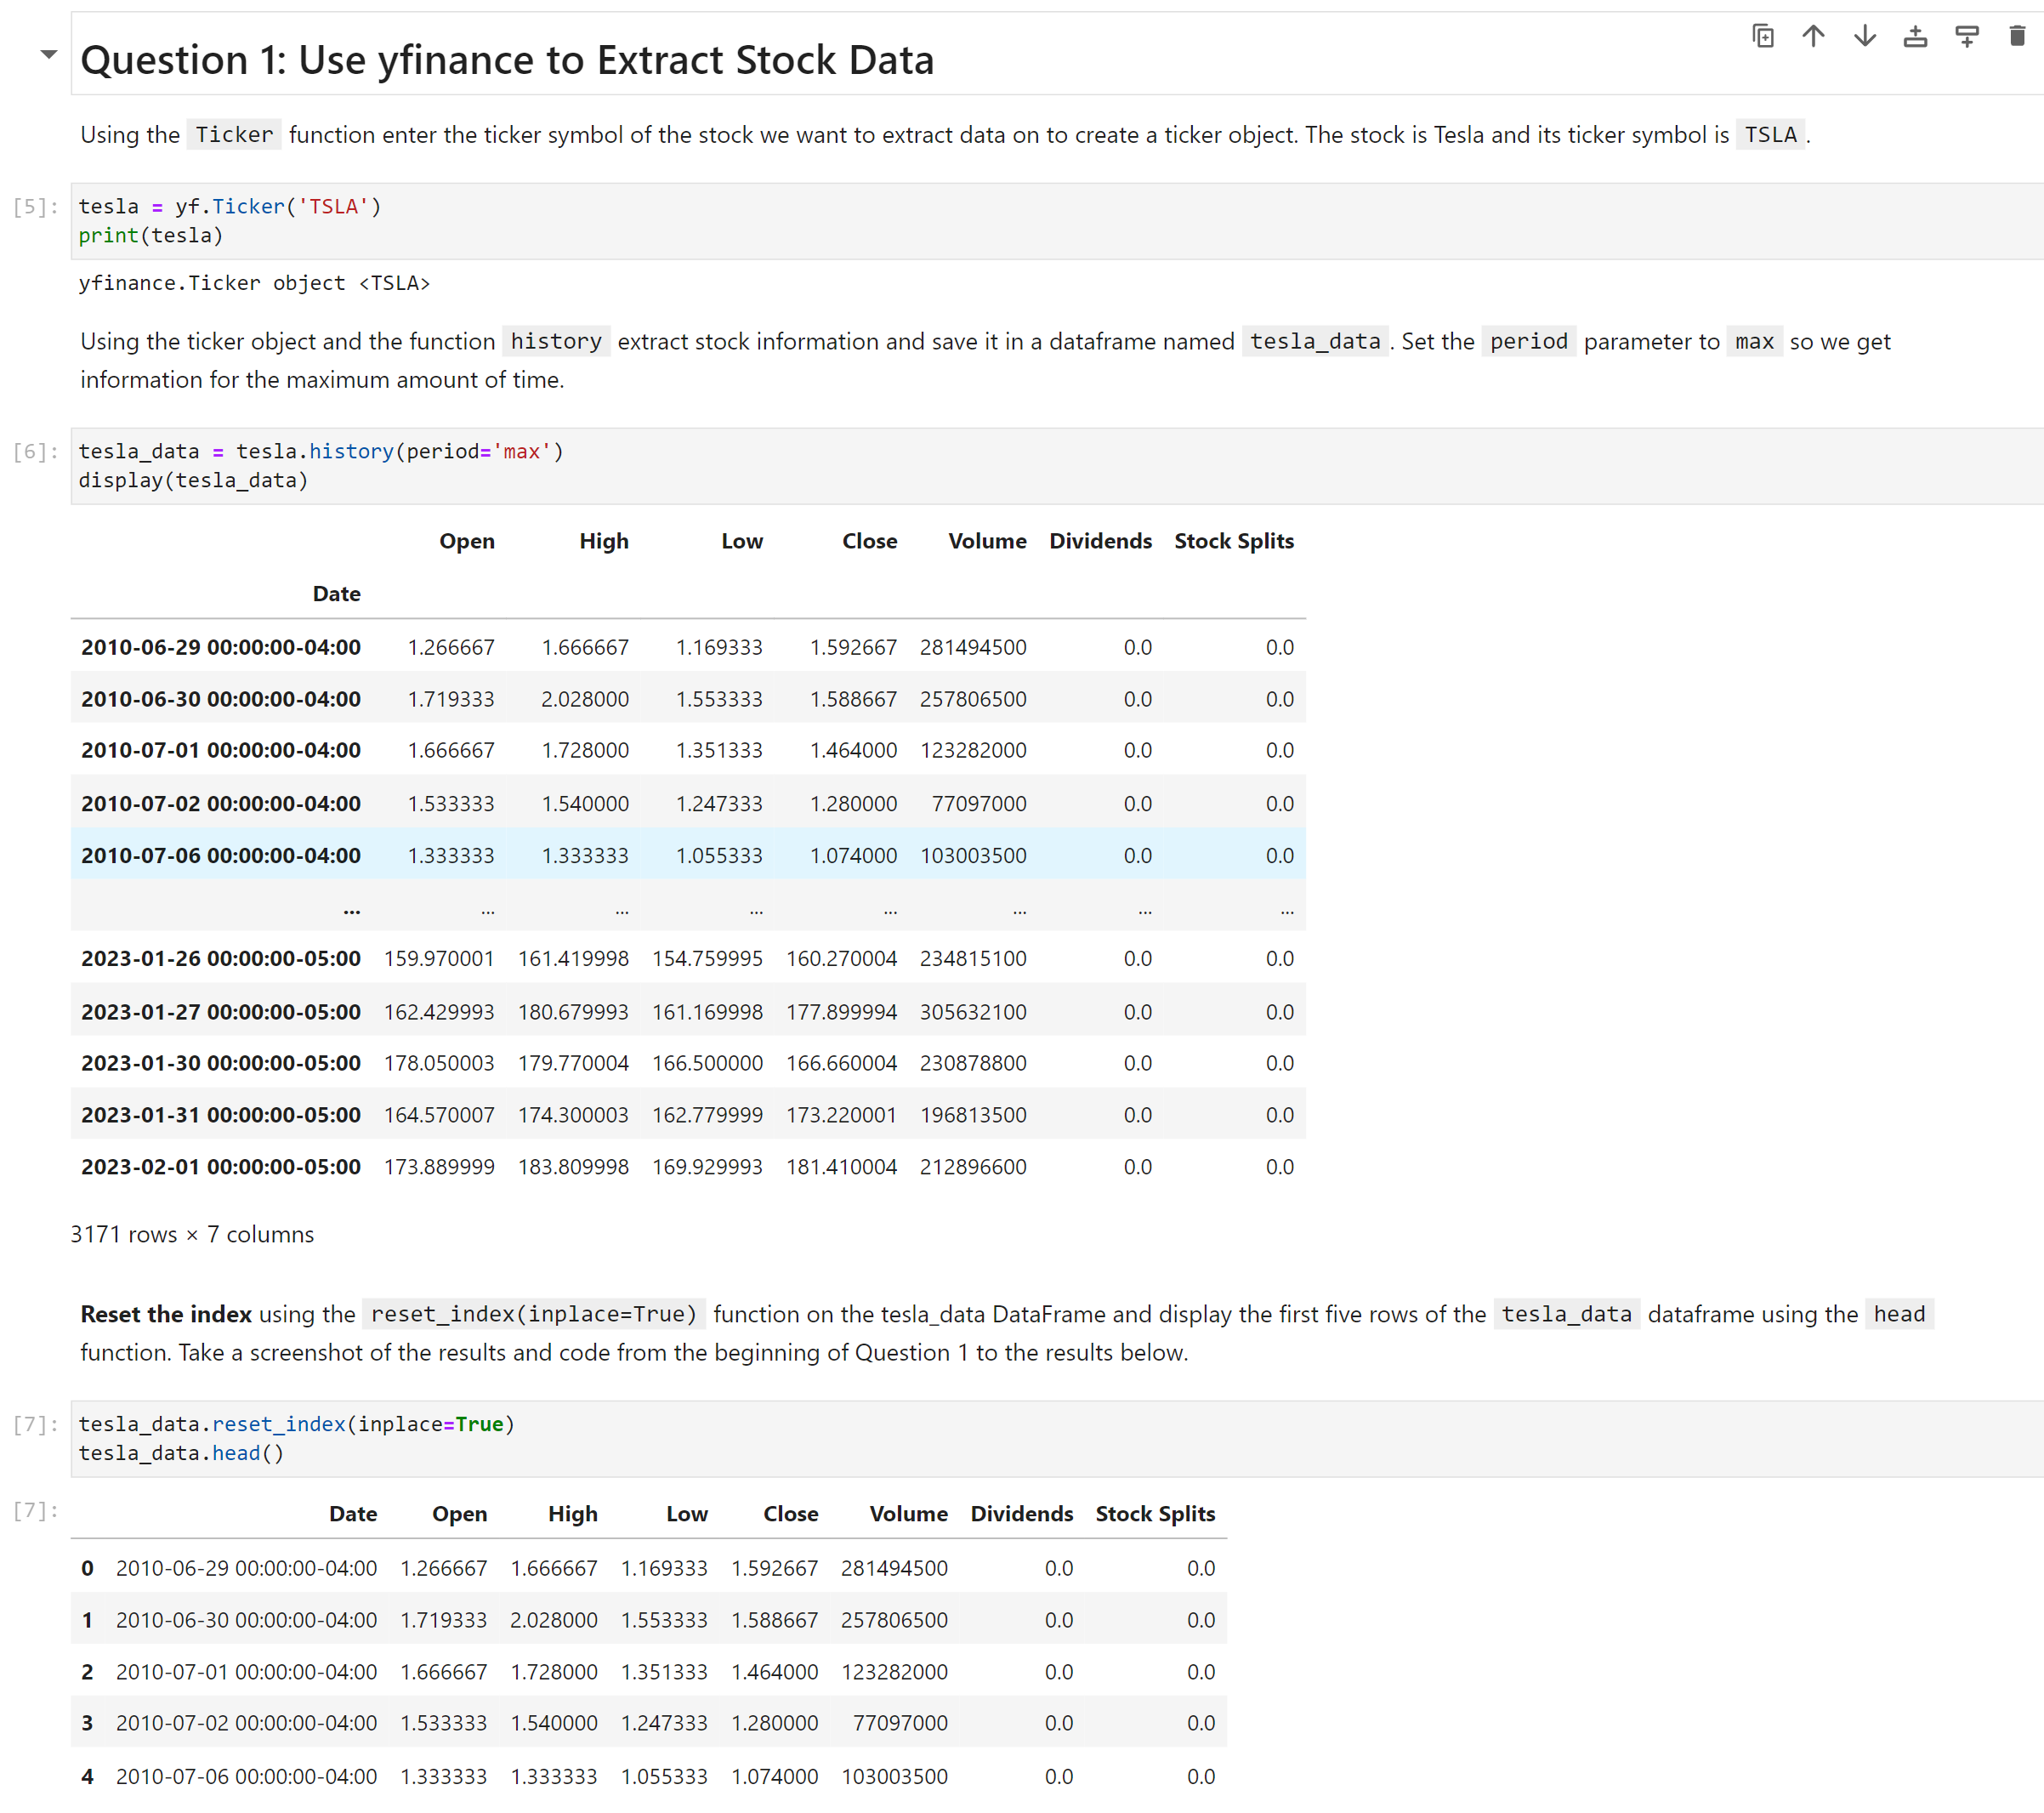 Question 1: Use yfinance to Extract Stock Data
Using the Ticker function enter the ticker symbol of the stock we want to extract data on to create a ticker object. The stock is Tesla and its ticker symbol is TSLA .
[5]: tesla = yf.Ticker('TSLA')
print(tesla)
yfinance.Ticker object <TSLA>
Using the ticker object and the function history extract stock information and save it in a dataframe named tesla_data . Set the period parameter to max so we get
information for the maximum amount of time.
[6]: tesla_data = tesla.history(period='max')
display(tesla_data)
Open High Low Close Volume Dividends Stock Splits
Date
2010-06-29 00:00:00-04:00 1.266667 1.666667 1.169333 1.592667 281494500 0.0 0.0
2010-06-30 00:00:00-04:00 1.719333 2.028000 1.553333 1.588667 257806500 0.0 0.0
2010-07-01 00:00:00-04:00 1.666667 1.728000 1.351333 1.464000 123282000 0.0 0.0
2010-07-02 00:00:00-04:00 1.533333 1.540000 1.247333 1.280000 77097000 0.0 0.0
2010-07-06 00:00:00-04:00 1.333333 1.333333 1.055333 1.074000 103003500 0.0 0.0
... ... ... ... ... ... ... ...
2023-01-26 00:00:00-05:00 159.970001 161.419998 154.759995 160.270004 234815100 0.0 0.0
2023-01-27 00:00:00-05:00 162.429993 180.679993 161.169998 177.899994 305632100 0.0 0.0
2023-01-30 00:00:00-05:00 178.050003 179.770004 166.500000 166.660004 230878800 0.0 0.0
2023-01-31 00:00:00-05:00 164.570007 174.300003 162.779999 173.220001 196813500 0.0 0.0
2023-02-01 00:00:00-05:00 173.889999 183.809998 169.929993 181.410004 212896600 0.0 0.0
3171 rows × 7 columns
Reset the index using the reset_index(inplace=True) function on the tesla_data DataFrame and display the first five rows of the tesla_data dataframe using the head
function. Take a screenshot of the results and code from the beginning of Question 1 to the results below.
[7]: tesla_data.reset_index(inplace=True)
tesla_data.head()
[7]: Date Open High Low Close Volume Dividends Stock Splits
0 2010-06-29 00:00:00-04:00 1.266667 1.666667 1.169333 1.592667 281494500 0.0 0.0
1 2010-06-30 00:00:00-04:00 1.719333 2.028000 1.553333 1.588667 257806500 0.0 0.0
2 2010-07-01 00:00:00-04:00 1.666667 1.728000 1.351333 1.464000 123282000 0.0 0.0
3 2010-07-02 00:00:00-04:00 1.533333 1.540000 1.247333 1.280000 77097000 0.0 0.0
4 2010-07-06 00:00:00-04:00 1.333333 1.333333 1.055333 1.074000 103003500 0.0 0.0